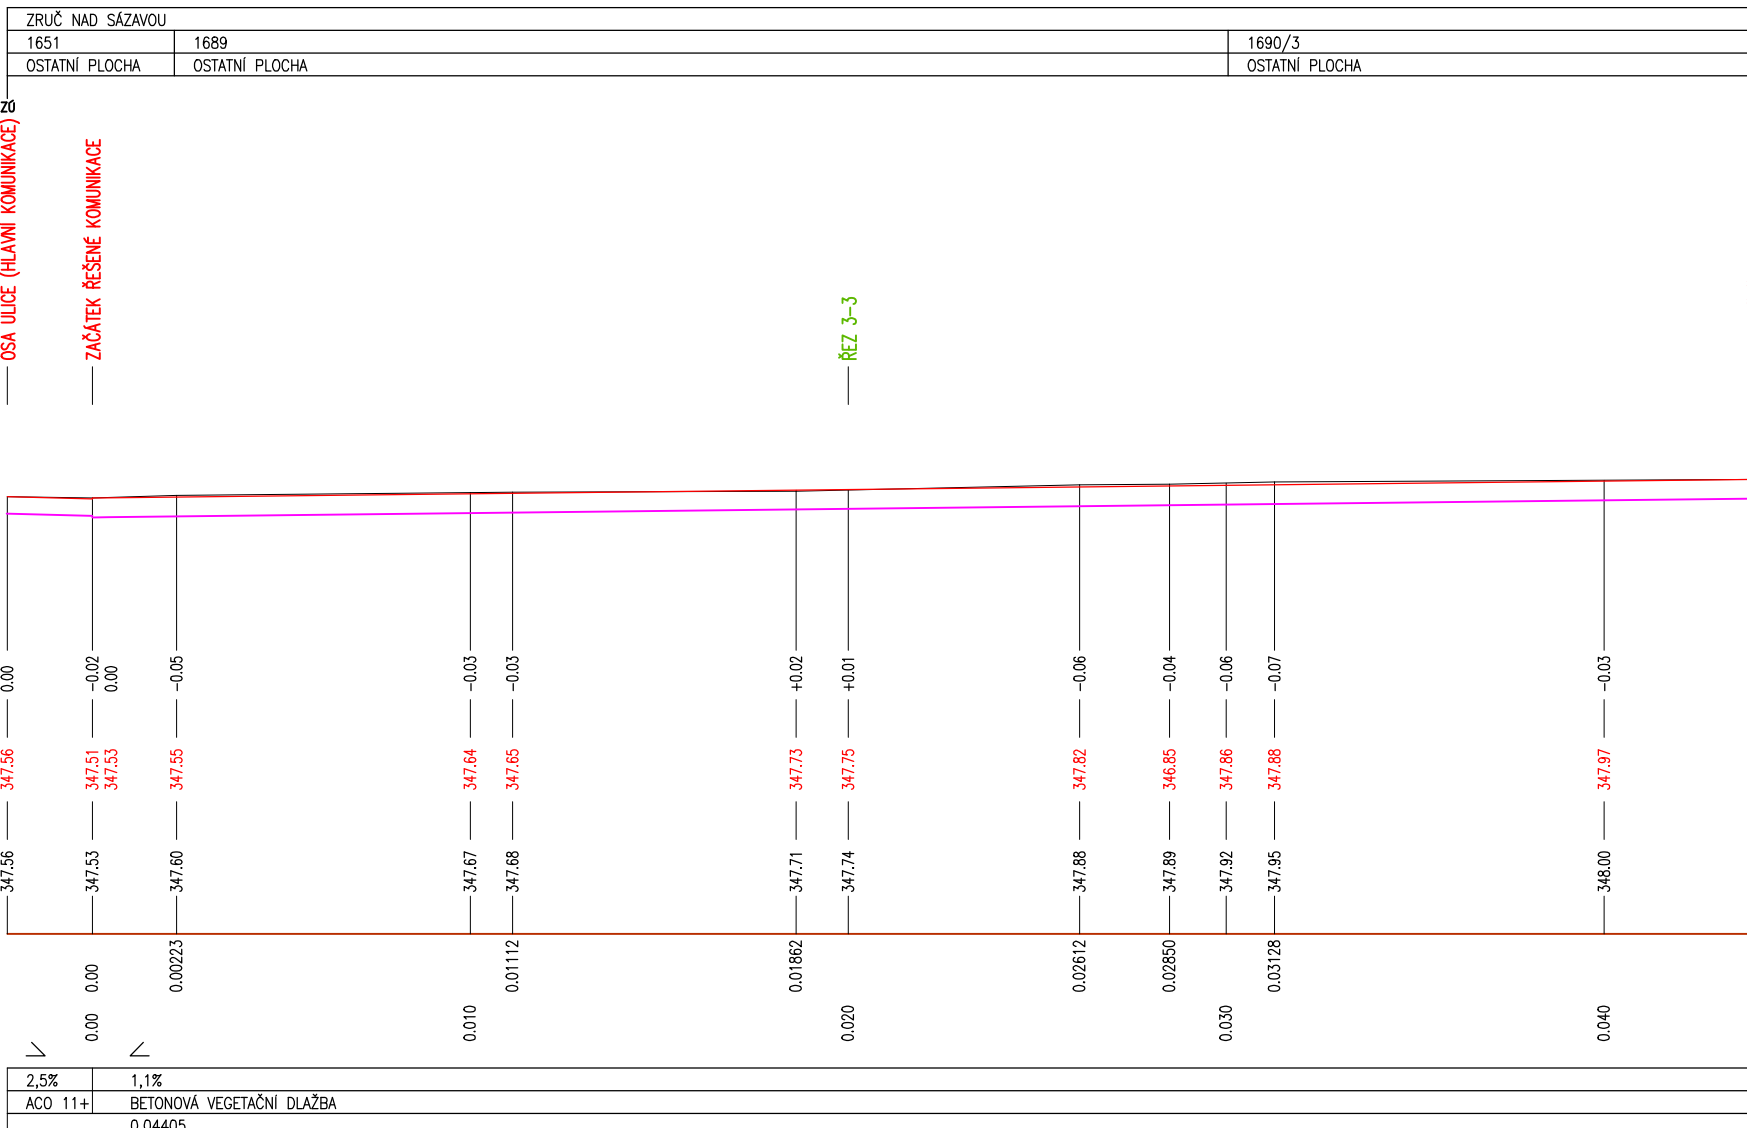 ZRUČ NAD SÁZAVOU
1651 1689 1690/3
OSTATNÍ PLOCHA OSTATNÍ PLOCHA OSTATNÍ PLOCHA
ZÚ
OSA ULICE (HLAVNÍ KOMUNIKACE)
ZAČÁTEK ŘEŠENÉ KOMUNIKACE
ŘEZ 3-3
0.00 -0.02 0.00 -0.05 -0.03 -0.03 +0.02 +0.01 -0.06 -0.04 -0.06 -0.07 -0.03
347.56 347.51 347.53 347.55 347.64 347.65 347.73 347.75 347.82 346.85 347.86 347.88 347.97
347.56 347.53 347.60 347.67 347.68 347.71 347.74 347.88 347.89 347.92 347.95 348.00
0.00 0.00223 0.01112 0.01862 0.02612 0.02850 0.03128
0.00 0.010 0.020 0.030 0.040
2,5% 1,1%
ACO 11+ BETONOVÁ VEGETAČNÍ DLAŽBA
0.04405